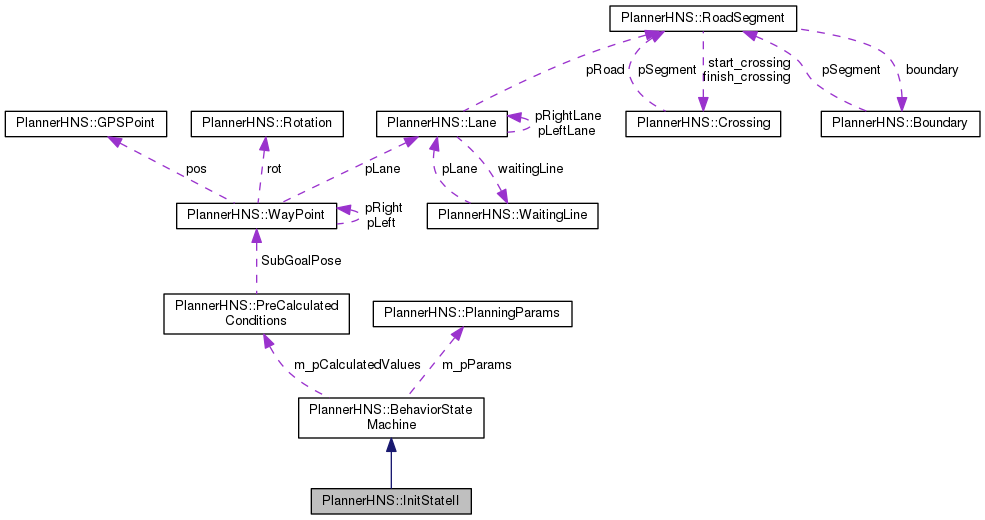 PlannerHNS::RoadSegment
pRoad
pSegment
start_crossing
finish_crossing
pSegment
boundary
PlannerHNS::GPSPoint
PlannerHNS::Rotation
PlannerHNS::Lane
pRightLane
pLeftLane
PlannerHNS::Crossing
PlannerHNS::Boundary
pos
rot
pLane
pLane
waitingLine
PlannerHNS::WayPoint
pRight
pLeft
PlannerHNS::WaitingLine
SubGoalPose
PlannerHNS::PreCalculated
Conditions
PlannerHNS::PlanningParams
m_pCalculatedValues
m_pParams
PlannerHNS::BehaviorState
Machine
PlannerHNS::InitStateII